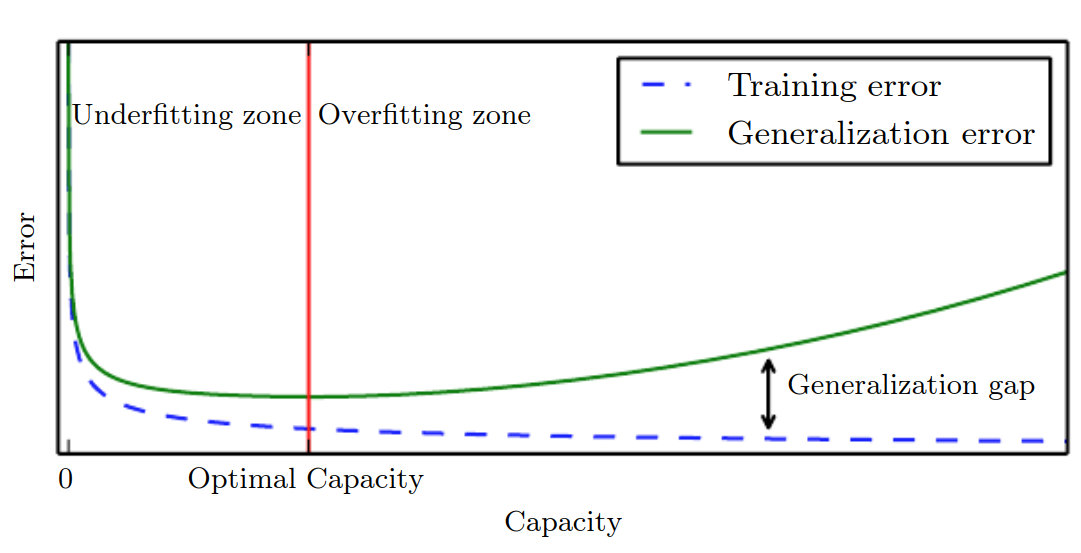 Training error
Generalization error
Underfitting zone
Overfitting zone
Error
Generalization gap
0
Optimal Capacity
Capacity